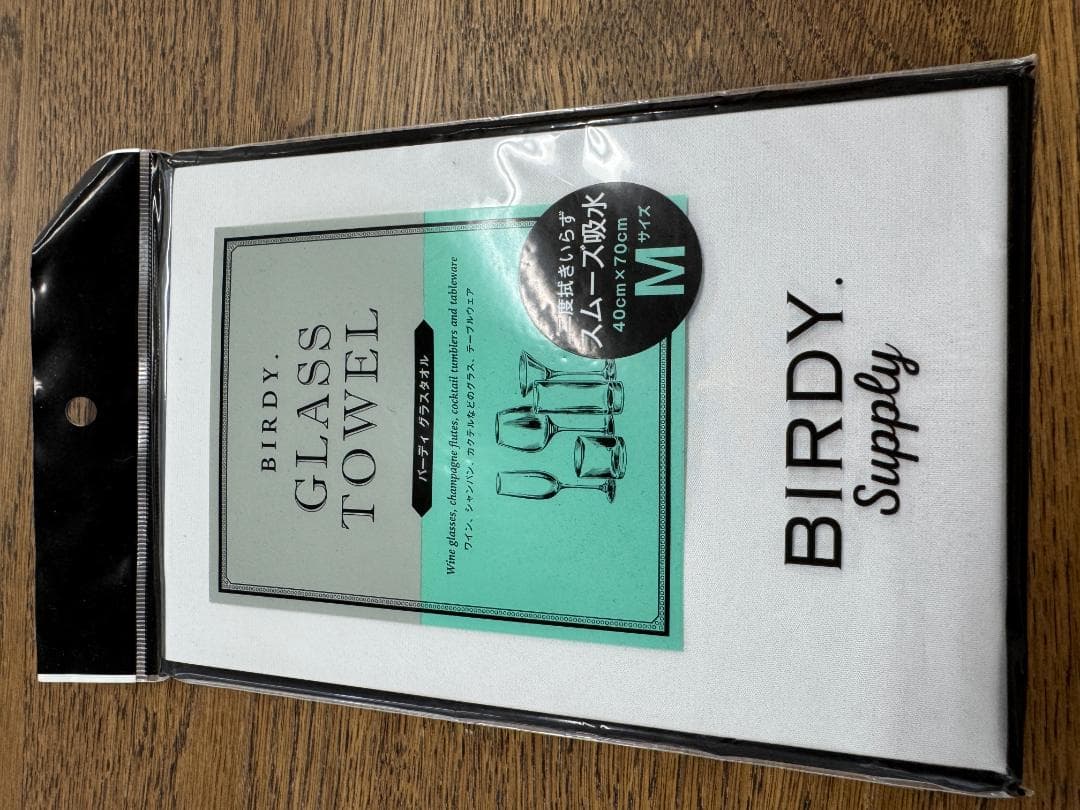 BIRDY.
GLASS
TOWEL
バーディ グラスタオル
Wine glasses, champagne flutes, cocktail tumblers and tableware
ワイン、シャンパン、カクテルなどのグラス、テーブルウェア
二度拭きいらず
スムーズ吸水
40cm×70cm
Mサイズ
BIRDY.
Supply